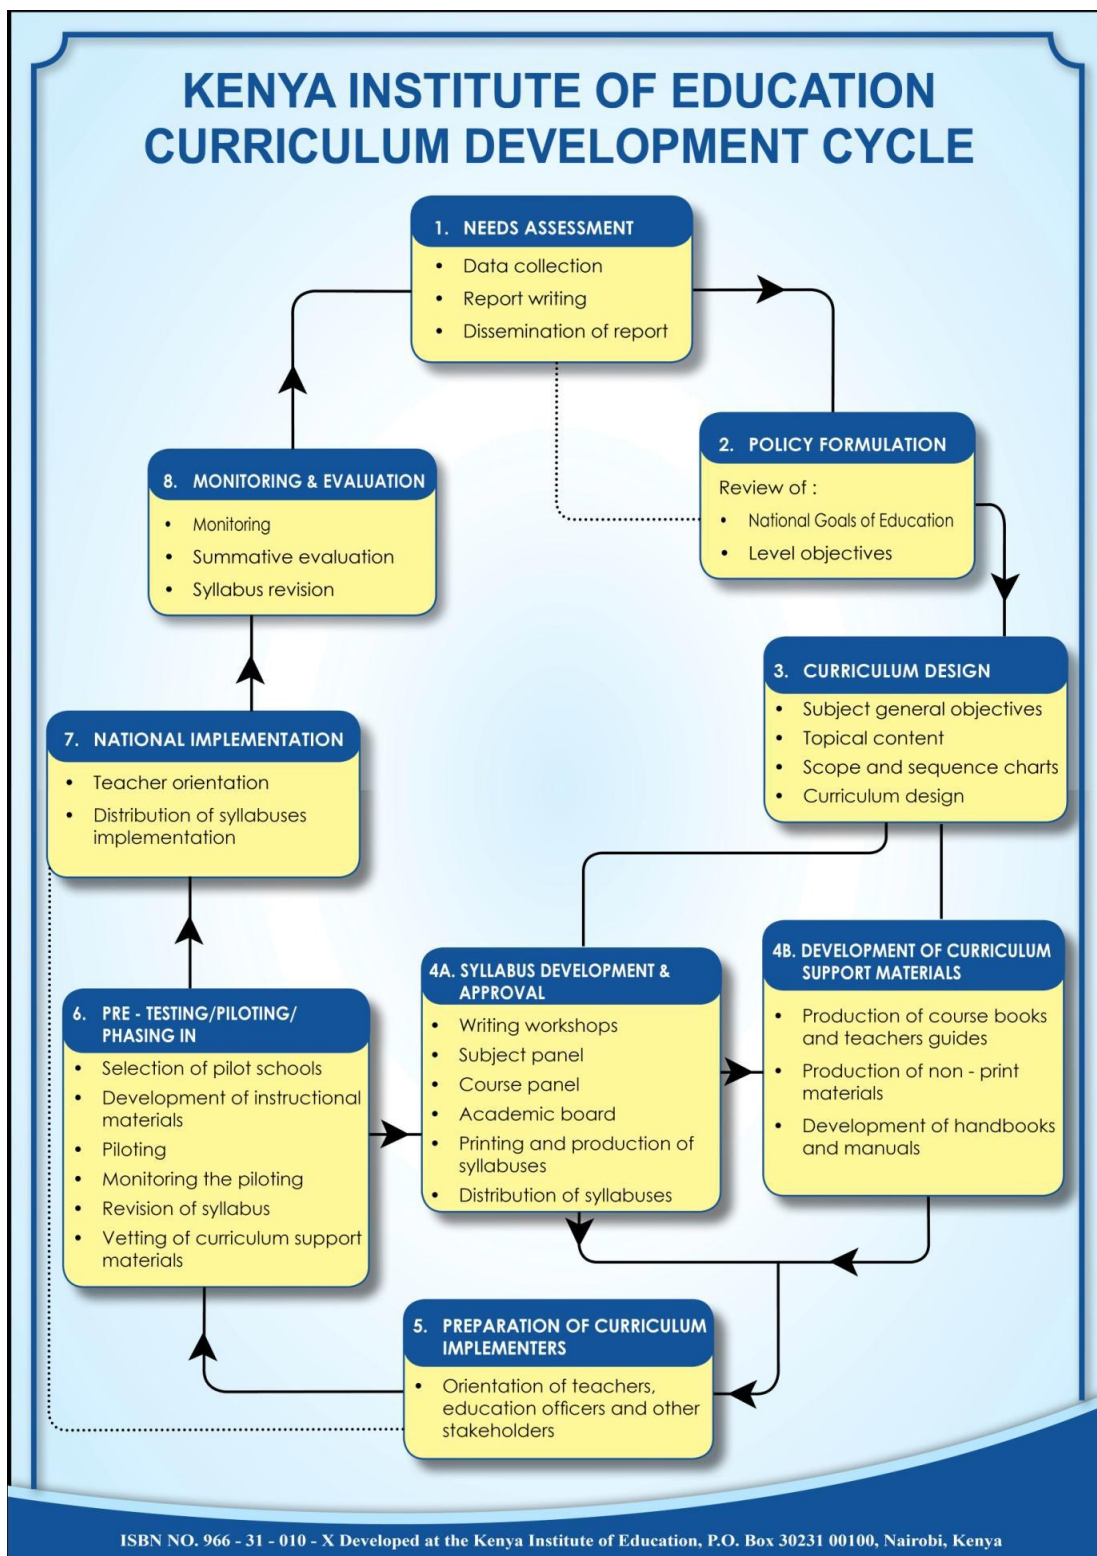 KENYA INSTITUTE OF EDUCATION
CURRICULUM DEVELOPMENT CYCLE
1. NEEDS ASSESSMENT
• Data collection
• Report writing
• Dissemination of report
2. POLICY FORMULATION
Review of :
• National Goals of Education
• Level objectives
3. CURRICULUM DESIGN
• Subject general objectives
• Topical content
• Scope and sequence charts
• Curriculum design
4A. SYLLABUS DEVELOPMENT &
APPROVAL
• Writing workshops
• Subject panel
• Course panel
• Academic board
• Printing and production of
syllabuses
• Distribution of syllabuses
4B. DEVELOPMENT OF CURRICULUM
SUPPORT MATERIALS
• Production of course books
and teachers guides
• Production of non - print
materials
• Development of handbooks
and manuals
5. PREPARATION OF CURRICULUM
IMPLEMENTERS
• Orientation of teachers,
education officers and other
stakeholders
6. PRE - TESTING/PILOTING/
PHASING IN
• Selection of pilot schools
• Development of instructional
materials
• Piloting
• Monitoring the piloting
• Revision of syllabus
• Vetting of curriculum support
materials
7. NATIONAL IMPLEMENTATION
• Teacher orientation
• Distribution of syllabuses
implementation
8. MONITORING & EVALUATION
• Monitoring
• Summative evaluation
• Syllabus revision
ISBN NO. 966 - 31 - 010 - X Developed at the Kenya Institute of Education, P.O. Box 30231 00100, Nairobi, Kenya